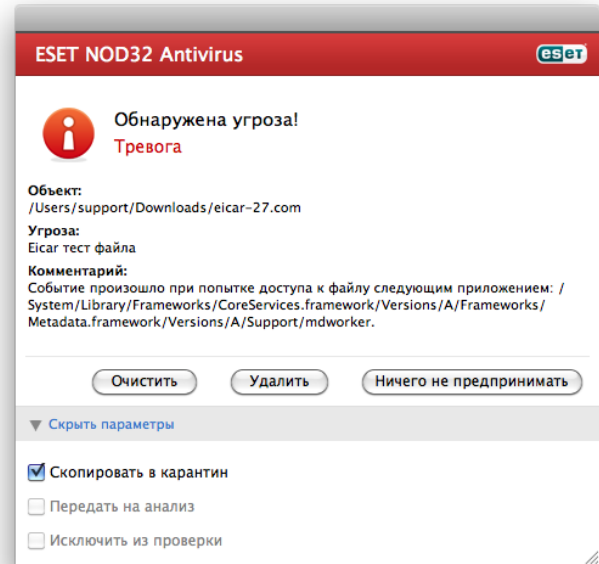 ESET NOD32 Antivirus
eseT
Обнаружена угроза!
Тревога
Объект:
/Users/support/Downloads/eicar-27.com
Угроза:
Eicar тест файла
Комментарий:
Событие произошло при попытке доступа к файлу следующим приложением: /
System/Library/Frameworks/CoreServices.framework/Versions/A/Frameworks/
Metadata.framework/Versions/A/Support/mdworker.
Очистить Удалить Ничего не предпринимать
Скрыть параметры
Скопировать в карантин
Передать на анализ
Исключить из проверки